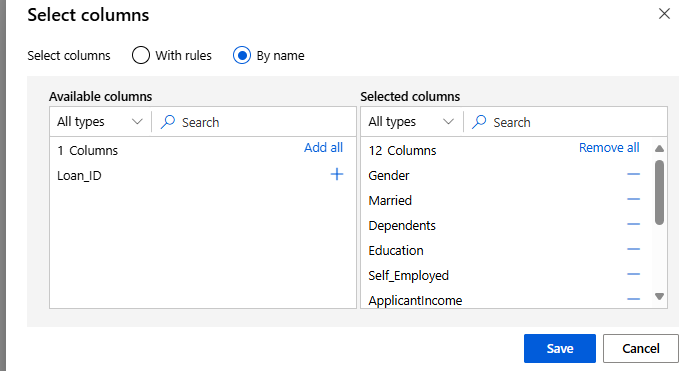 Select columns
Select columns With rules By name
Available columns
All types Search
1 Columns Add all
Loan_ID
Selected columns
All types Search
12 Columns Remove all
Gender
Married
Dependents
Education
Self_Employed
ApplicantIncome
Save Cancel